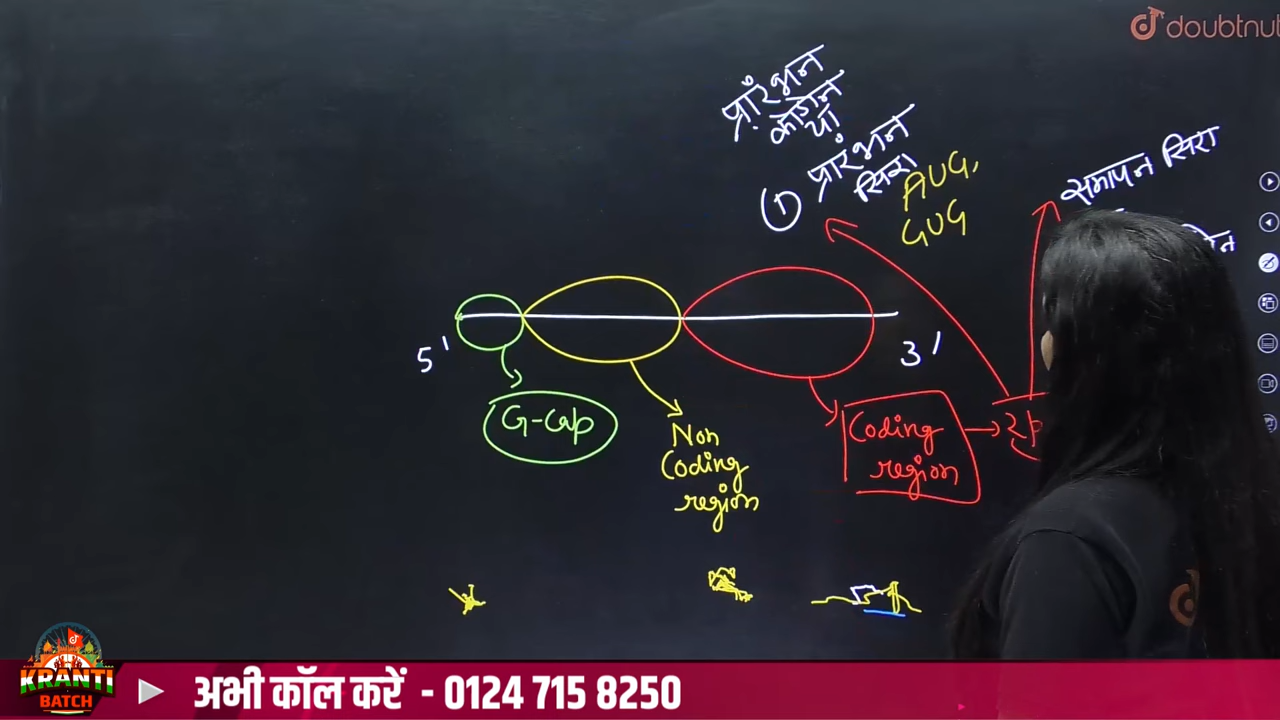 doubtnut
प्रारंभन
कोडोन
या
① प्रारंभन
सिरा
AUG,
GUG
समापन सिरा
5'
3'
G-Cap
Non
Coding
region
Coding
region
KRANTI
BATCH
अभी कॉल करें - 0124 715 8250